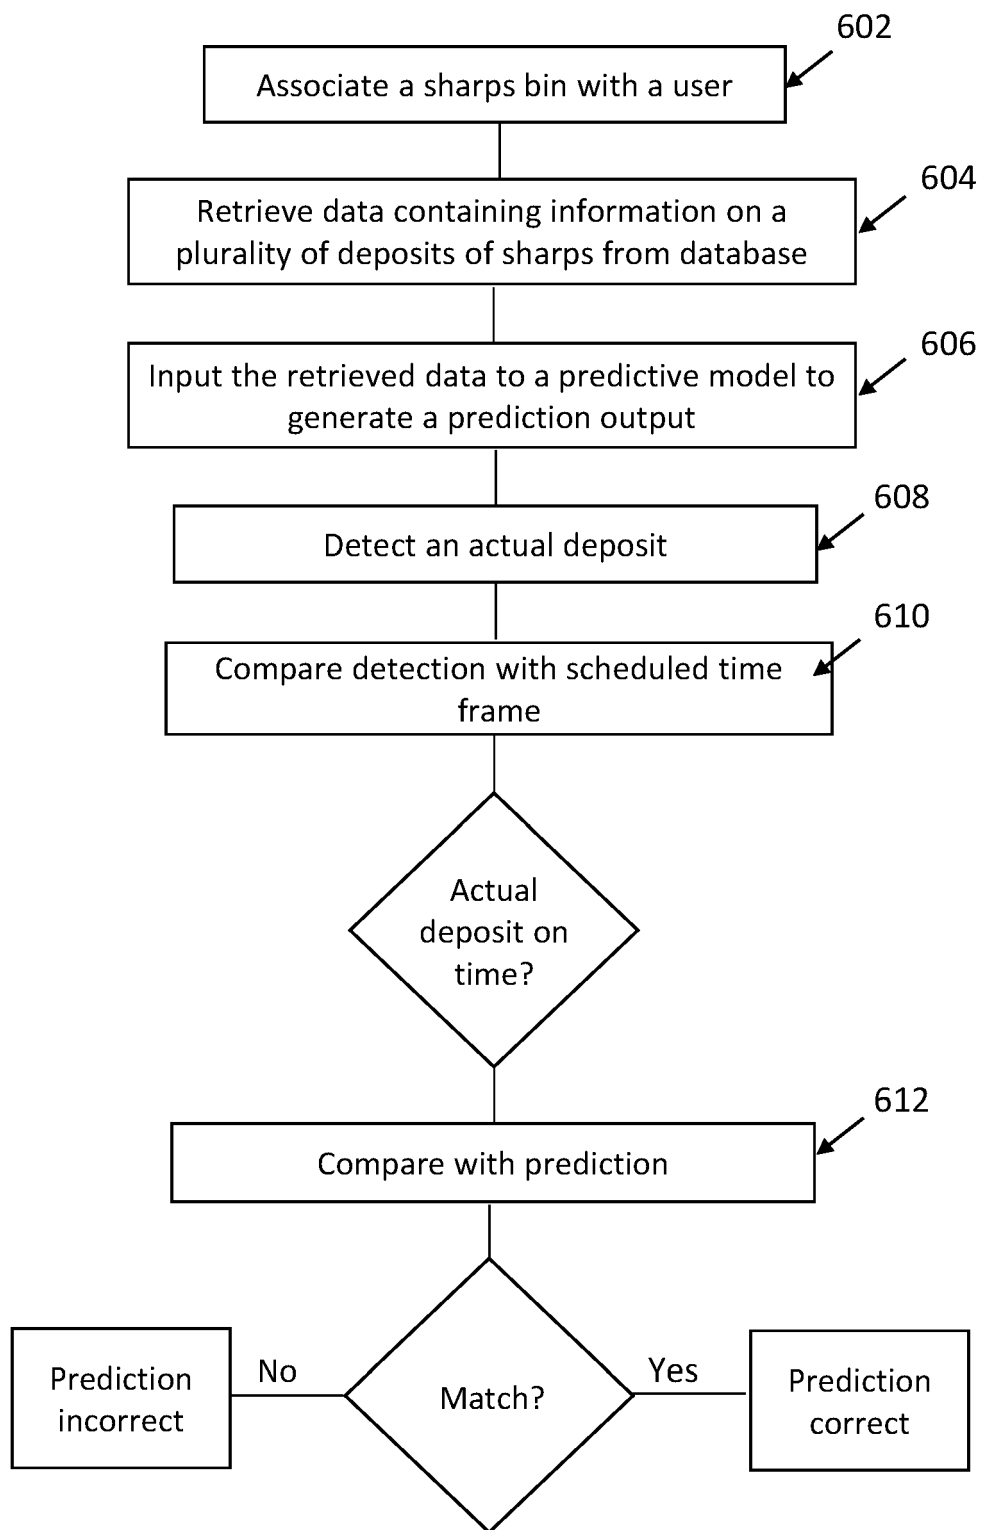 602
Associate a sharps bin with a user
604
Retrieve data containing information on a
plurality of deposits of sharps from database
606
Input the retrieved data to a predictive model to
generate a prediction output
608
Detect an actual deposit
610
Compare detection with scheduled time
frame
Actual
deposit on
time?
612
Compare with prediction
Prediction
incorrect
No
Match?
Yes
Prediction
correct